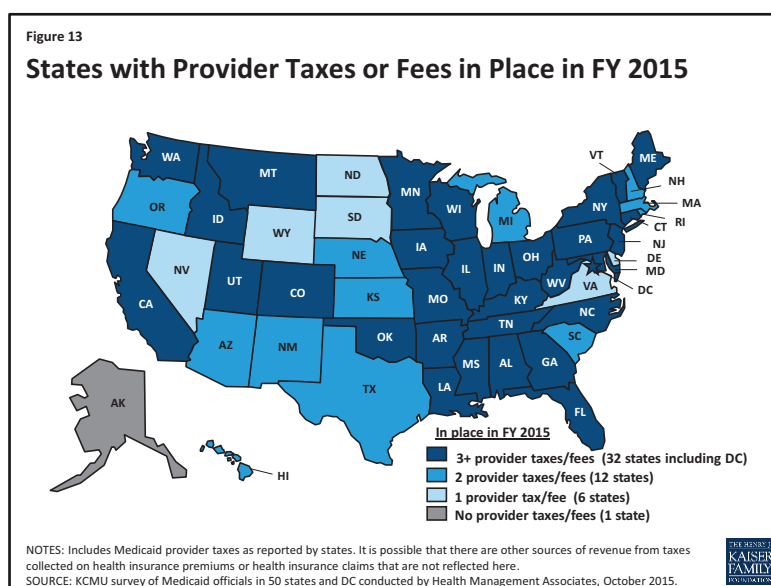 Figure 13
States with Provider Taxes or Fees in Place in FY 2015
WA
MT
ND
MN
VT
ME
NH
OR
ID
SD
WI
MI
NY
MA
WY
RI
CT
IA
PA
NJ
NE
NV
OH
DE
IL
IN
MD
UT
WV
VA
DC
CO
CA
KS
MO
KY
NC
TN
OK
AZ
NM
AR
SC
MS
AL
GA
TX
LA
AK
FL
HI
In place in FY 2015
3+ provider taxes/fees (32 states including DC)
2 provider taxes/fees (12 states)
1 provider tax/fee (6 states)
No provider taxes/fees (1 state)
NOTES: Includes Medicaid provider taxes as reported by states. It is possible that there are other sources of revenue from taxes
collected on health insurance premiums or health insurance claims that are not reflected here.
SOURCE: KCMU survey of Medicaid officials in 50 states and DC conducted by Health Management Associates, October 2015.
THE HENRY J.
KAISER
FAMILY
FOUNDATION